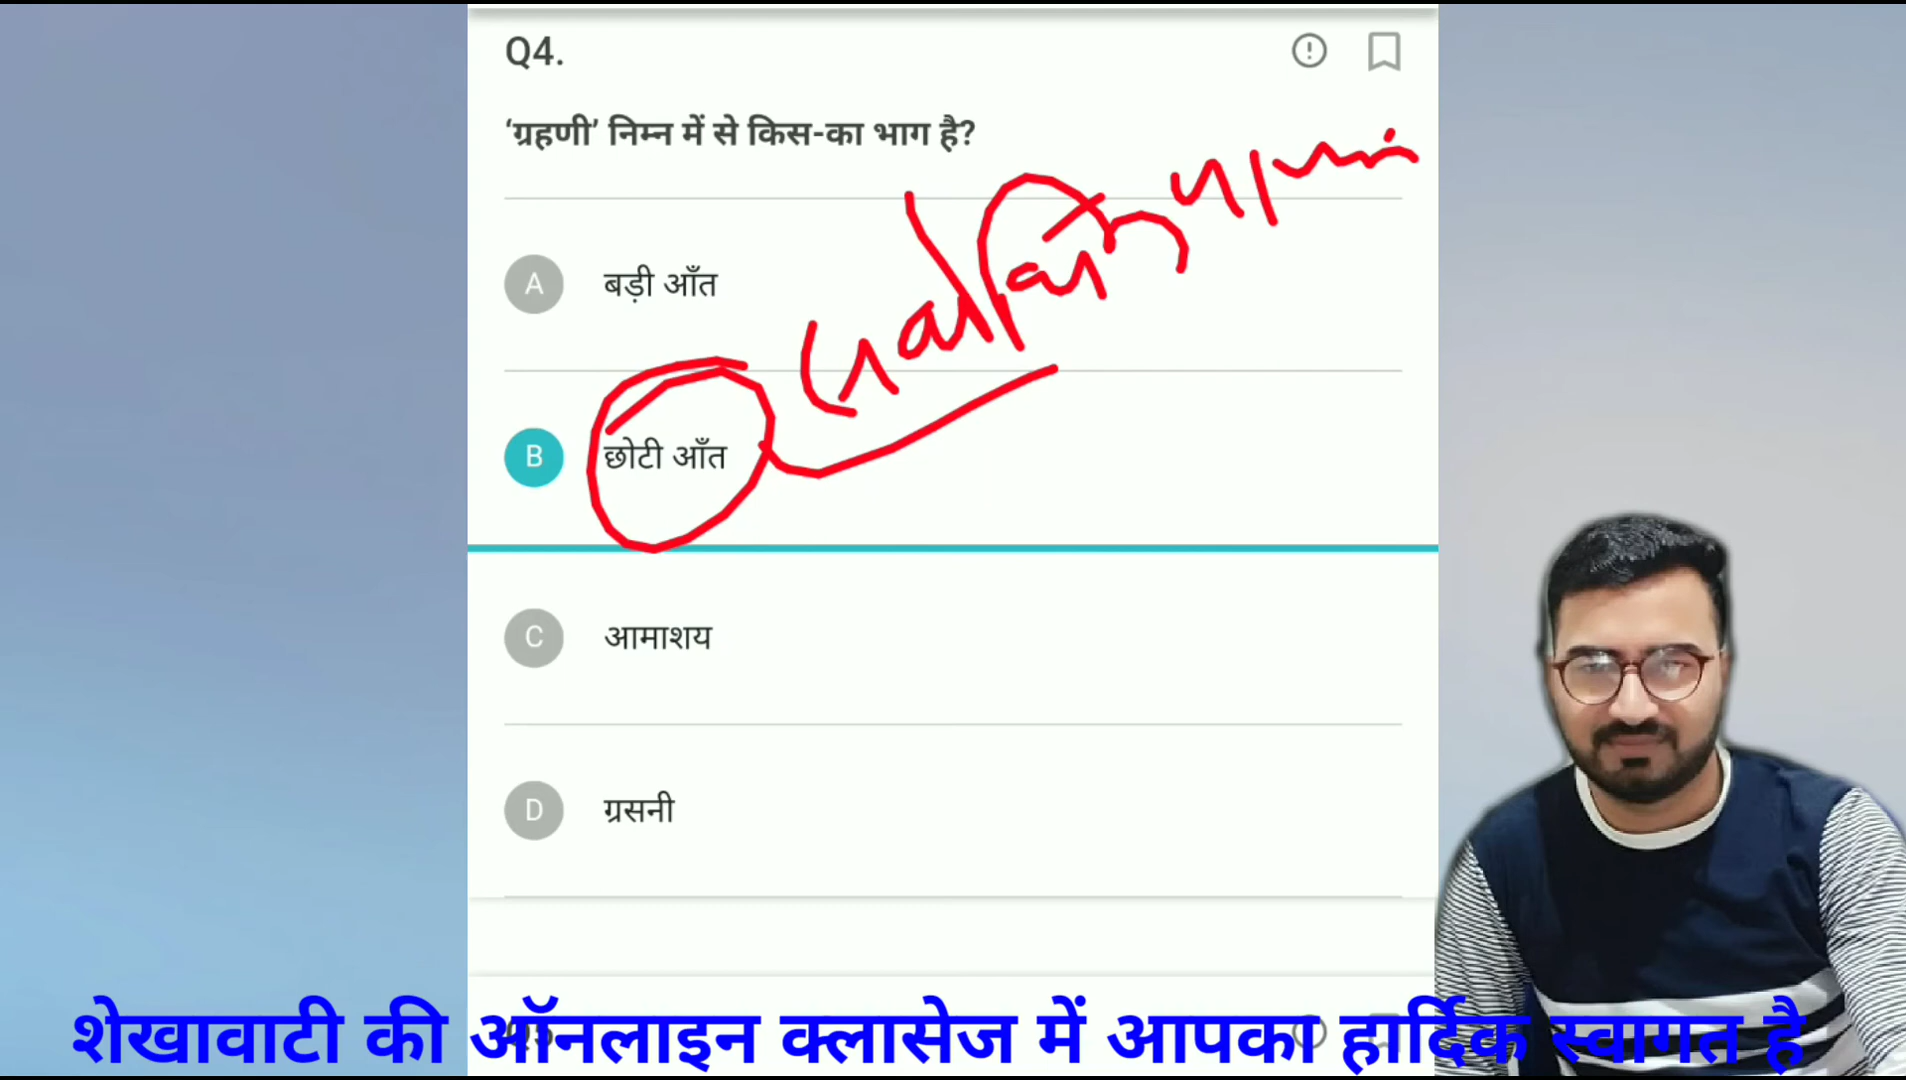 Q4.
‘ग्रहणी’ निम्न में से किस-का भाग है?
A बड़ी आँत
B छोटी आँत
C आमाशय
D ग्रसनी
शेखावाटी की ऑनलाइन क्लासेज में आपका हार्दिक स्वागत है